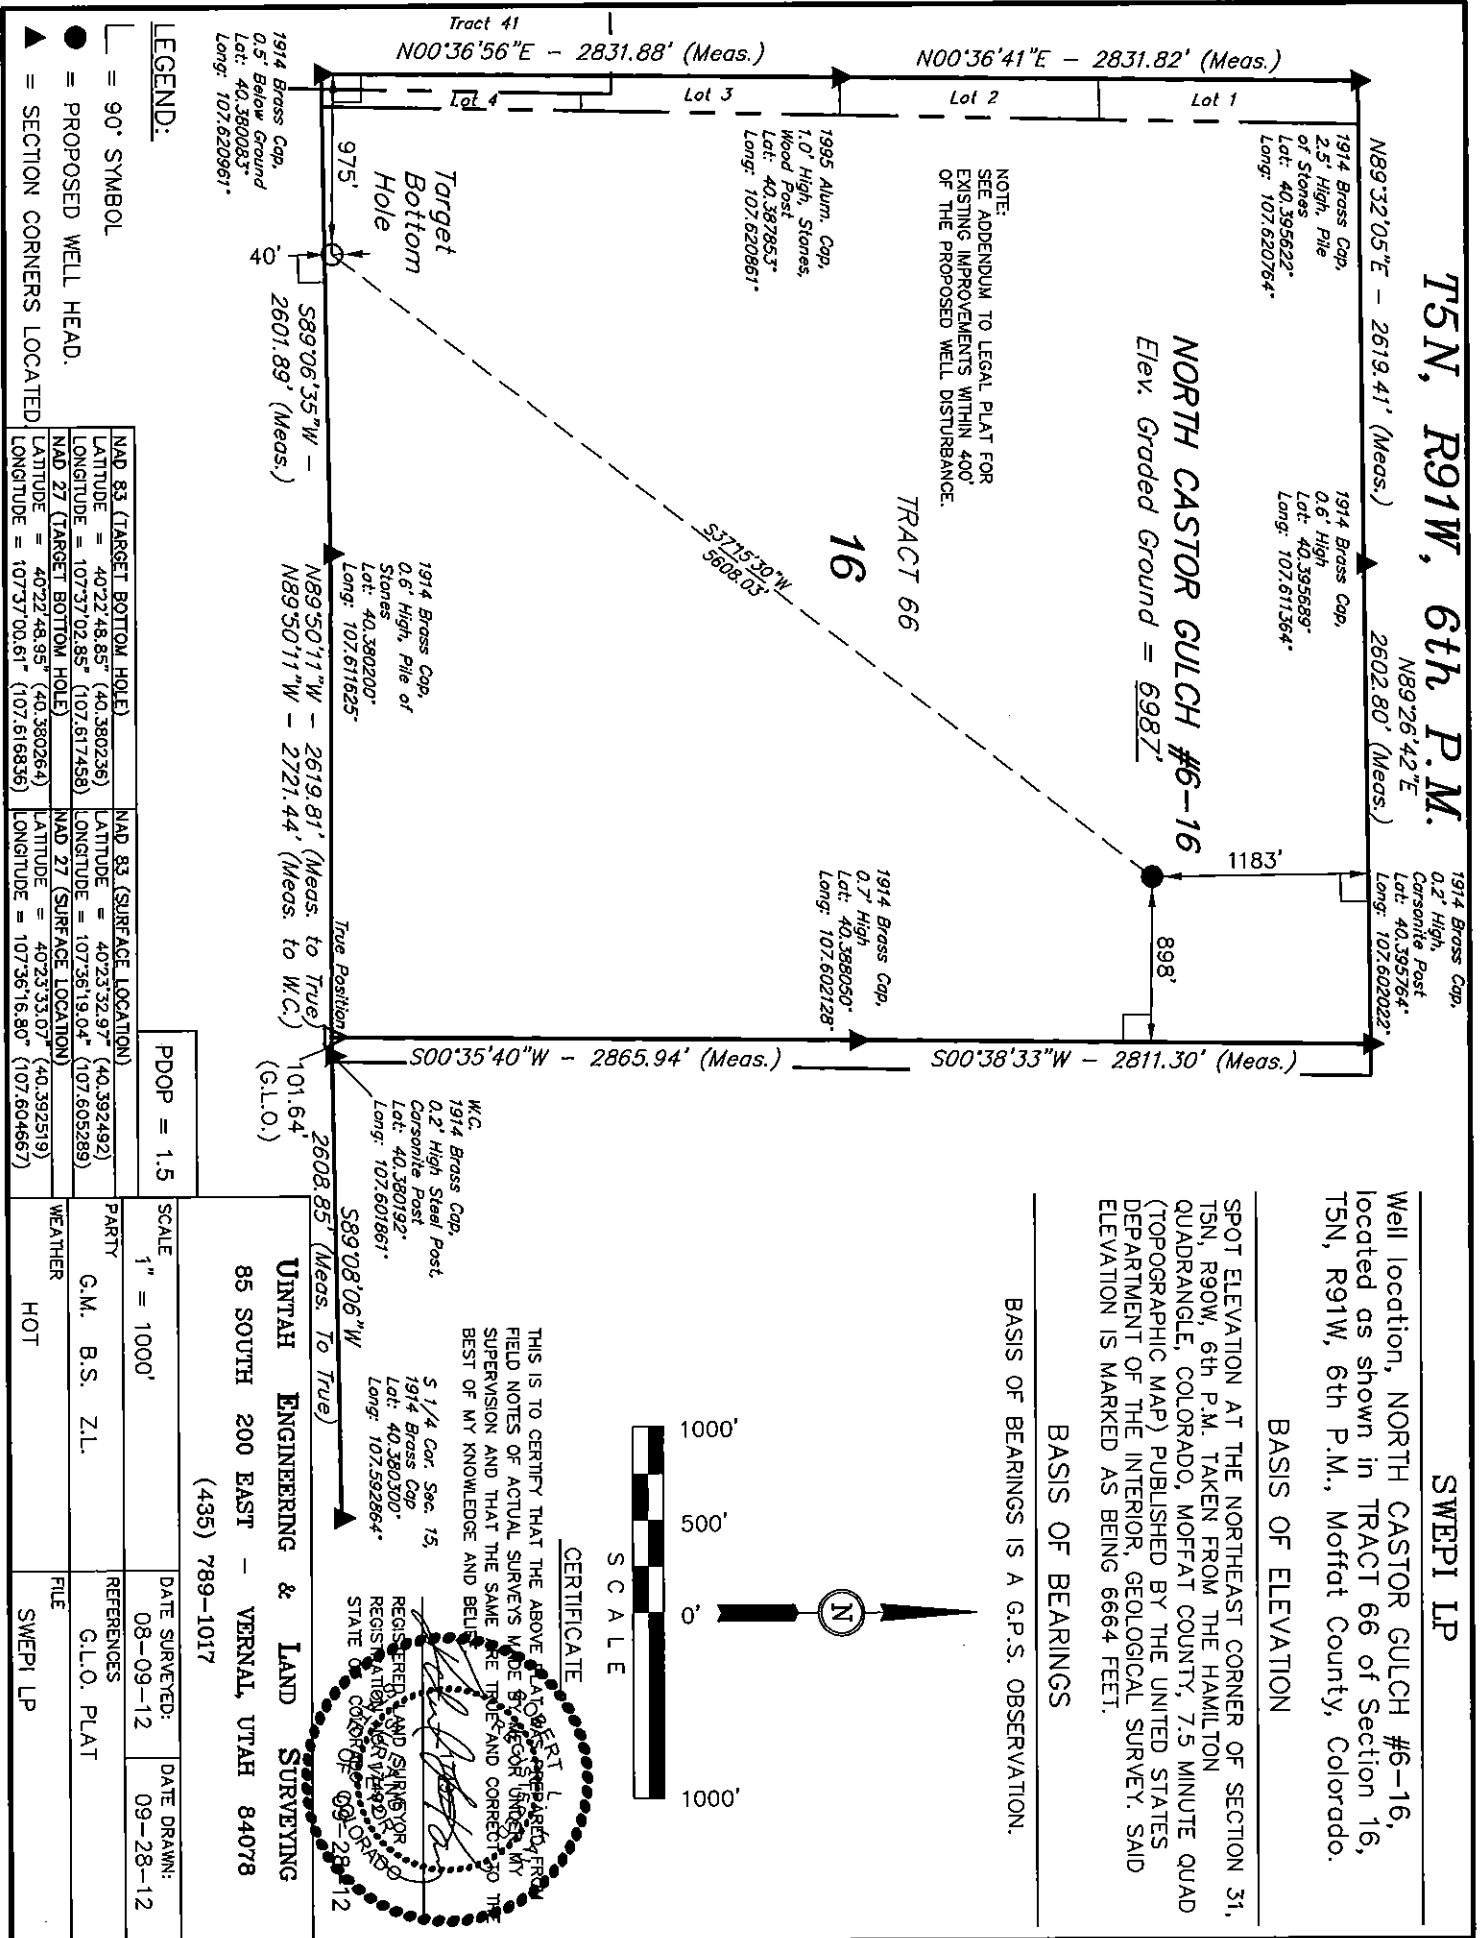 T5N, R91W, 6th P.M.
N89°32'05"E - 2619.41' (Meas.)
N89°26'42"E
2602.80' (Meas.)
1914 Brass Cap,
2.5' High, Pile
of Stones
Lat: 40.395622°
Long: 107.620764°
1914 Brass Cap,
0.6' High
Lat: 40.395689°
Long: 107.611364°
1914 Brass Cap,
0.2' High,
Carsonite Post
Lat: 40.395764°
Long: 107.602022°
NORTH CASTOR GULCH #6-16
Elev. Graded Ground = 6987'
1183'
898'
N00°36'41"E - 2831.82' (Meas.)
N00°36'56"E - 2831.88' (Meas.)
Tract 41
Lot 1
Lot 2
Lot 3
Lot 4
NOTE:
SEE ADDENDUM TO LEGAL PLAT FOR
EXISTING IMPROVEMENTS WITHIN 400'
OF THE PROPOSED WELL DISTURBANCE.
TRACT 66
16
1995 Alum. Cap,
1.0' High, Stones,
Wood Post
Lat: 40.387853°
Long: 107.620861°
1914 Brass Cap,
0.7' High
Lat: 40.388050°
Long: 107.602128°
S00°38'33"W - 2811.30' (Meas.)
S00°35'40"W - 2865.94' (Meas.)
S37°15'30"W
5608.03'
Target
Bottom
Hole
975'
40'
1914 Brass Cap,
0.5' Below Ground
Lat: 40.380083°
Long: 107.620961°
S89°06'35"W -
2601.89' (Meas.)
1914 Brass Cap,
0.6' High, Pile of
Stones
Lat: 40.380200°
Long: 107.611625°
N89°50'11"W - 2619.81' (Meas. to True)
N89°50'11"W - 2721.44' (Meas. to W.C.)
True Position
101.64'
(G.L.O.)
W.C.
1914 Brass Cap,
0.2' High Steel Post,
Carsonite Post
Lat: 40.380192°
Long: 107.601861°
S89°08'06"W
2608.85' (Meas. To True)
S 1/4 Cor. Sec. 15,
1914 Brass Cap
Lat: 40.380300°
Long: 107.592864°
LEGEND:
= 90° SYMBOL
= PROPOSED WELL HEAD.
= SECTION CORNERS LOCATED.
NAD 83 (TARGET BOTTOM HOLE)
LATITUDE = 40°22'48.85" (40.380236)
LONGITUDE = 107°37'02.85" (107.617458)
NAD 27 (TARGET BOTTOM HOLE)
LATITUDE = 40°22'48.95" (40.380264)
LONGITUDE = 107°37'00.61" (107.616836)
NAD 83 (SURFACE LOCATION)
LATITUDE = 40°23'32.97" (40.392492)
LONGITUDE = 107°36'19.04" (107.605289)
NAD 27 (SURFACE LOCATION)
LATITUDE = 40°23'33.07" (40.392519)
LONGITUDE = 107°36'16.80" (107.604667)
PDOP = 1.5
SWEPI LP
Well location, NORTH CASTOR GULCH #6-16,
located as shown in TRACT 66 of Section 16,
T5N, R91W, 6th P.M., Moffat County, Colorado.
BASIS OF ELEVATION
SPOT ELEVATION AT THE NORTHEAST CORNER OF SECTION 31,
T5N, R90W, 6th P.M. TAKEN FROM THE HAMILTON
QUADRANGLE, COLORADO, MOFFAT COUNTY, 7.5 MINUTE QUAD
(TOPOGRAPHIC MAP) PUBLISHED BY THE UNITED STATES
DEPARTMENT OF THE INTERIOR, GEOLOGICAL SURVEY. SAID
ELEVATION IS MARKED AS BEING 6664 FEET.
BASIS OF BEARINGS
BASIS OF BEARINGS IS A G.P.S. OBSERVATION.
N
1000' 500' 0' 1000'
SCALE
CERTIFICATE
THIS IS TO CERTIFY THAT THE ABOVE PLAT WAS PREPARED FROM
FIELD NOTES OF ACTUAL SURVEYS MADE BY ME OR UNDER MY
SUPERVISION AND THAT THE SAME ARE TRUE AND CORRECT TO THE
BEST OF MY KNOWLEDGE AND BELIEF
REGISTERED LAND SURVEYOR
REGISTRATION
STATE OF COLORADO 09-28-12
UINTAH ENGINEERING & LAND SURVEYING
85 SOUTH 200 EAST - VERNAL, UTAH 84078
(435) 789-1017
SCALE
1" = 1000'
DATE SURVEYED:
08-09-12
DATE DRAWN:
09-28-12
PARTY
G.M. B.S. Z.L.
REFERENCES
G.L.O. PLAT
WEATHER
HOT
FILE
SWEPI LP